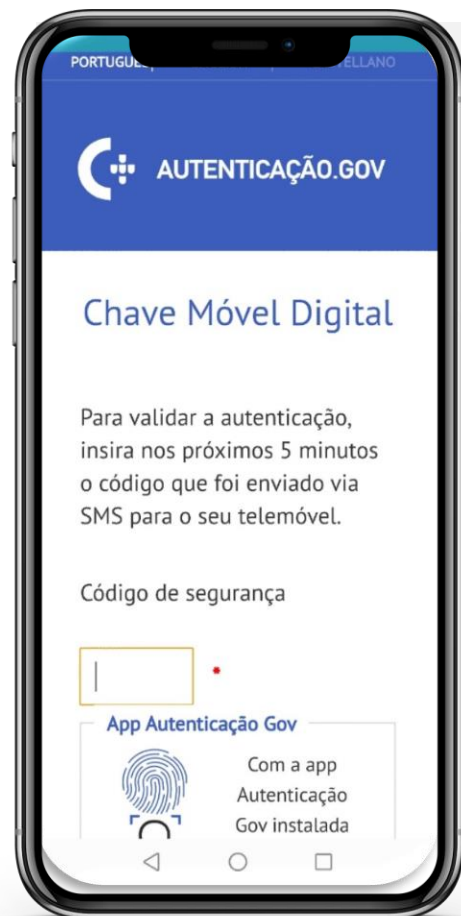 PORTUGUÊS|
AUTENTICAÇÃO.GOV
Chave Móvel Digital
Para validar a autenticação,
insira nos próximos 5 minutos
o código que foi enviado via
SMS para o seu telemóvel.
Código de segurança
*
App Autenticação Gov
Com a app
Autenticação
Gov instalada